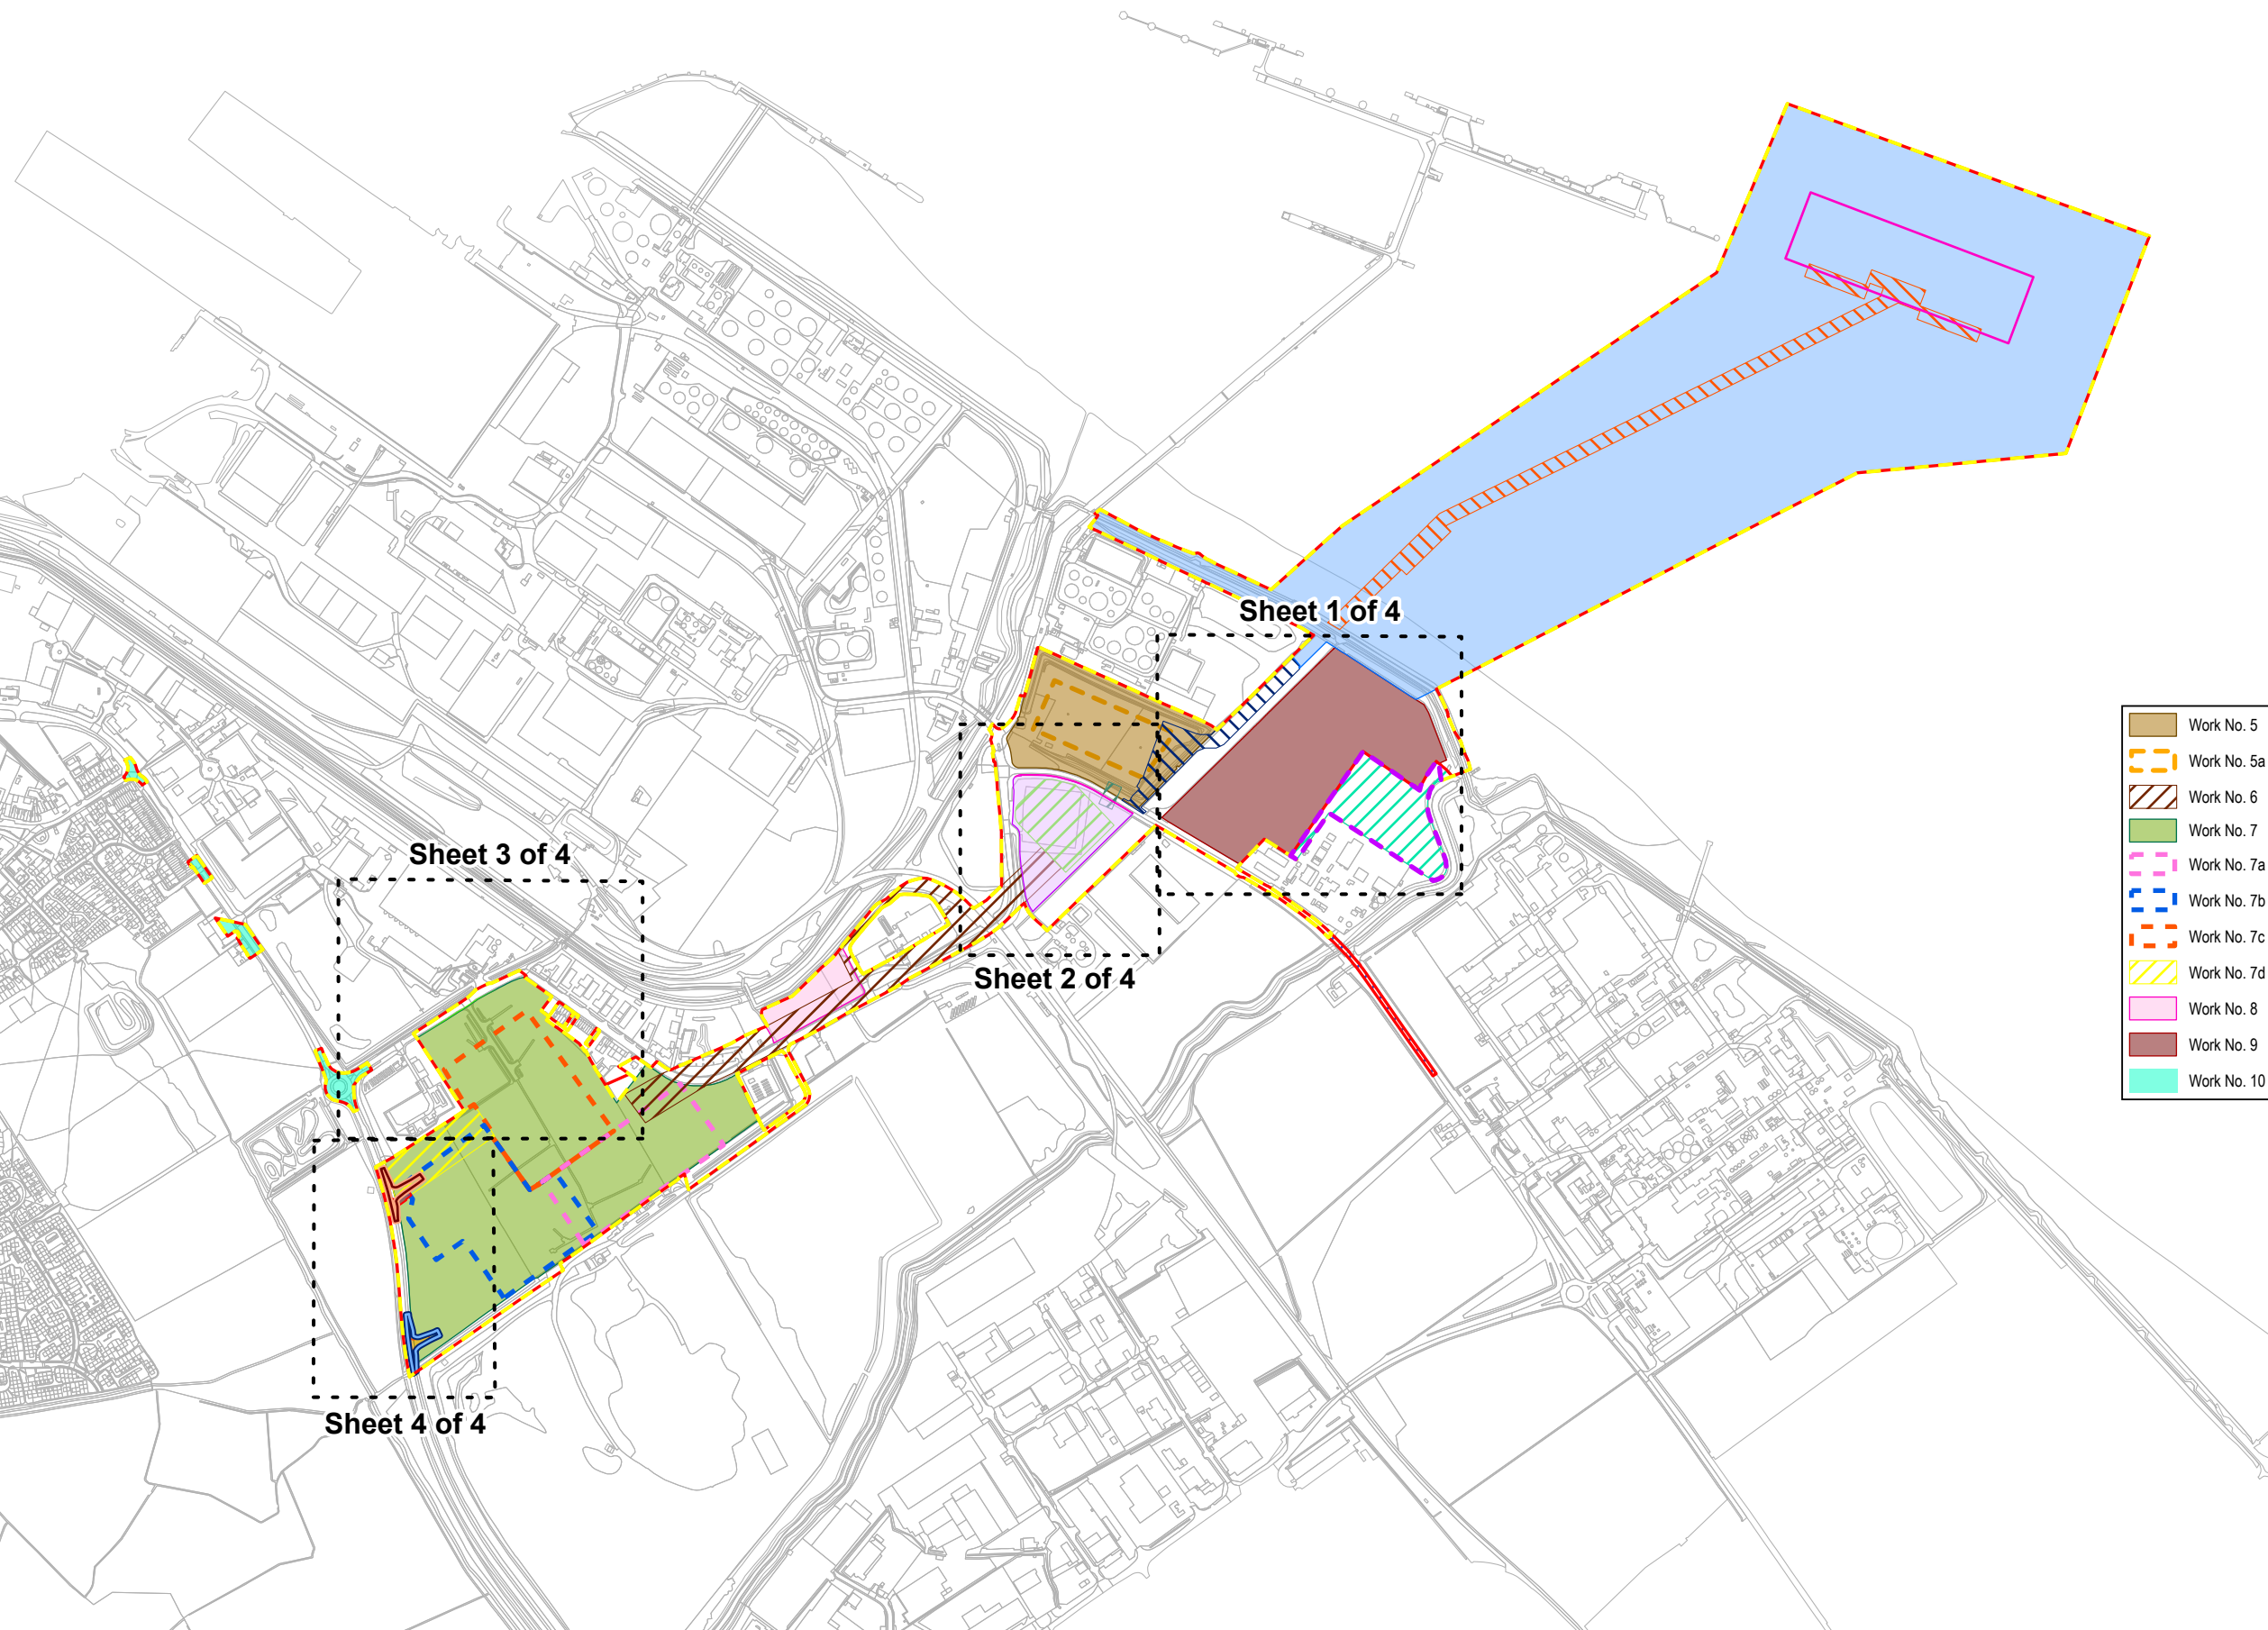 Sheet 1 of 4
Sheet 3 of 4
Sheet 2 of 4
Sheet 4 of 4
Work No. 5
Work No. 5a
Work No. 6
Work No. 7
Work No. 7a
Work No. 7b
Work No. 7c
Work No. 7d
Work No. 8
Work No. 9
Work No. 10